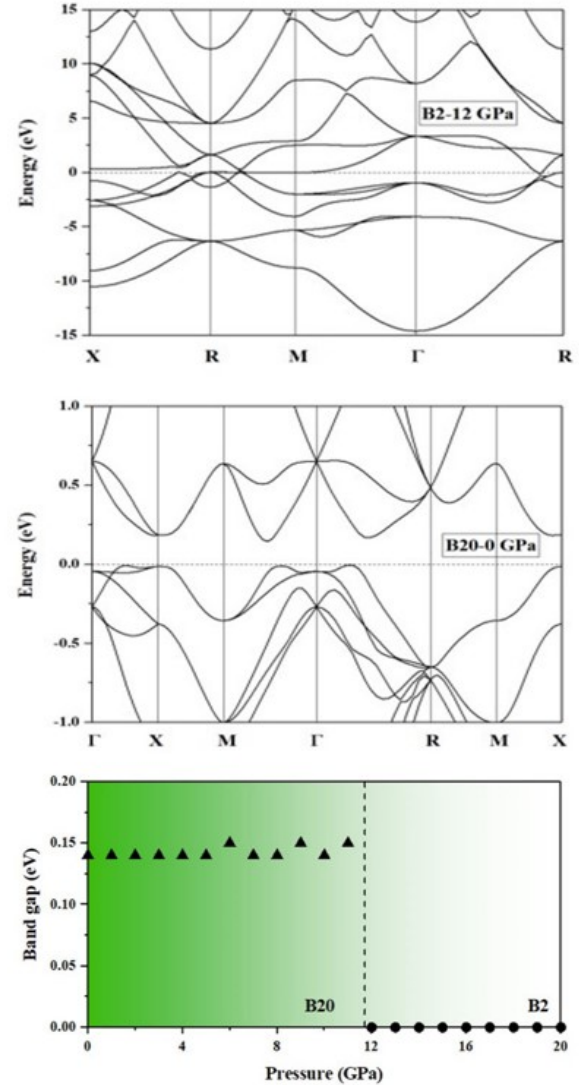 15
10
5
0
-5
-10
-15
Energy (eV)
B2-12 GPa
X R M Γ R
1.0
0.5
0.0
-0.5
-1.0
Energy (eV)
B20-0 GPa
Γ X M Γ R M X
0.20
0.15
0.10
0.05
0.00
Band gap (eV)
B20 B2
0 4 8 12 16 20
Pressure (GPa)